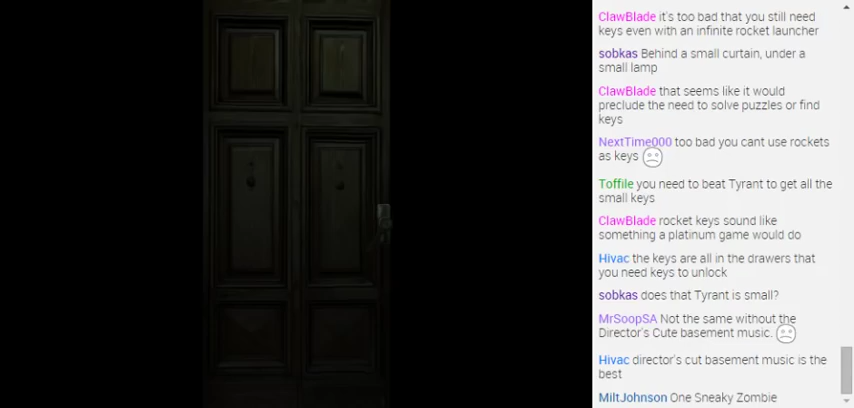 ClawBlade it's too bad that you still need
keys even with an infinite rocket launcher
sobkas Behind a small curtain, under a
small lamp
ClawBlade that seems like it would
preclude the need to solve puzzles or find
keys
NextTime000 too bad you cant use rockets
as keys
Toffile you need to beat Tyrant to get all the
small keys
ClawBlade rocket keys sound like
something a platinum game would do
Hivac the keys are all in the drawers that
you need keys to unlock
sobkas does that Tyrant is small?
MrSoopSA Not the same without the
Director's Cute basement music.
Hivac director's cut basement music is the
best
MiltJohnson One Sneaky Zombie